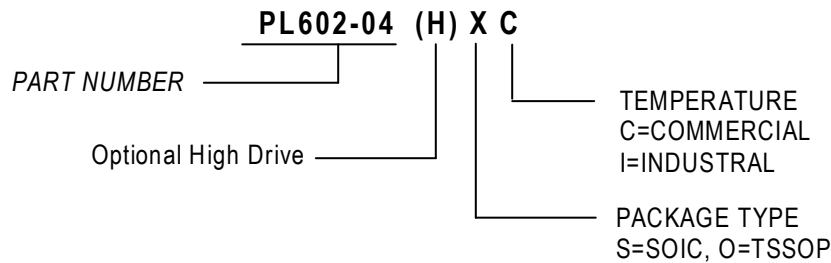 PL602-04 (H) X C
PART NUMBER
TEMPERATURE
C=COMMERCIAL
I=INDUSTRAL
Optional High Drive
PACKAGE TYPE
S=SOIC, O=TSSOP